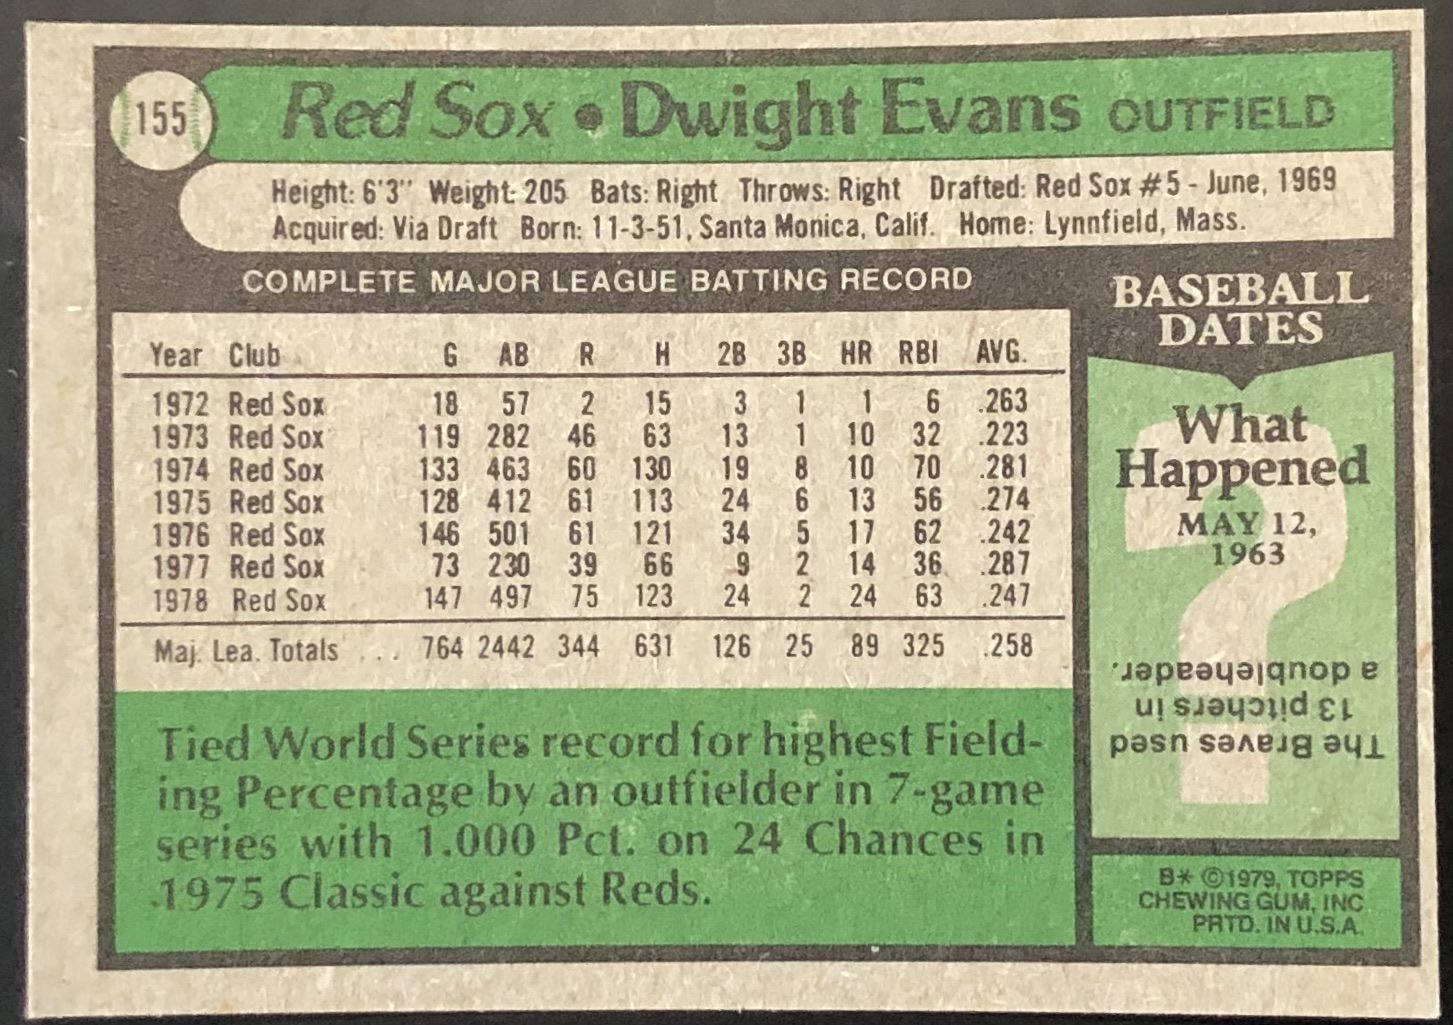 155
Red Sox • Dwight Evans OUTFIELD
Height: 6'3" Weight: 205 Bats: Right Throws: Right Drafted: Red Sox #5 - June, 1969
Acquired: Via Draft Born: 11-3-51, Santa Monica, Calif. Home: Lynnfield, Mass.
COMPLETE MAJOR LEAGUE BATTING RECORD
Year Club G AB R H 2B 3B HR RBI AVG.
1972 Red Sox 18 57 2 15 3 1 1 6 .263
1973 Red Sox 119 282 46 63 13 1 10 32 .223
1974 Red Sox 133 463 60 130 19 8 10 70 .281
1975 Red Sox 128 412 61 113 24 6 13 56 .274
1976 Red Sox 146 501 61 121 34 5 17 62 .242
1977 Red Sox 73 230 39 66 9 2 14 36 .287
1978 Red Sox 147 497 75 123 24 2 24 63 .247
Maj. Lea. Totals ... 764 2442 344 631 126 25 89 325 .258
Tied World Series record for highest Field-
ing Percentage by an outfielder in 7-game
series with 1.000 Pct. on 24 Chances in
1975 Classic against Reds.
BASEBALL
DATES
What
Happened
MAY 12,
1963
?
The Braves used
13 pitchers in
a doubleheader.
B* ©1979, TOPPS
CHEWING GUM, INC
PRTD. IN U.S.A.